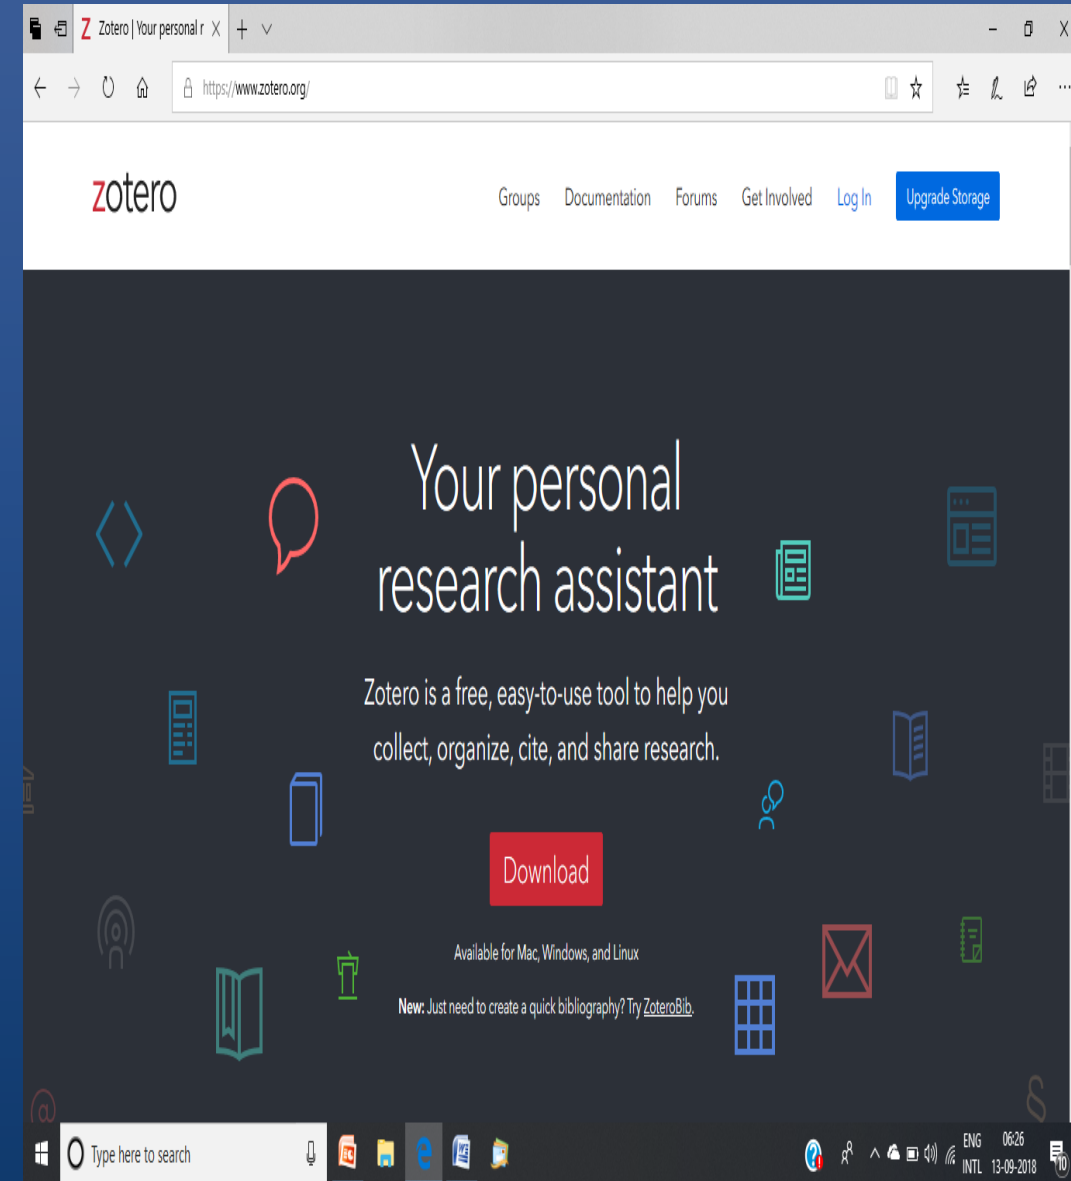 Z Zotero | Your personal r
https://www.zotero.org/
zotero
Groups Documentation Forums Get Involved Log In Upgrade Storage
Your personal
research assistant
Zotero is a free, easy-to-use tool to help you
collect, organize, cite, and share research.
Download
Available for Mac, Windows, and Linux
New: Just need to create a quick bibliography? Try ZoteroBib.
@
§
Type here to search
ENG 06:26
INTL 13-09-2018
10